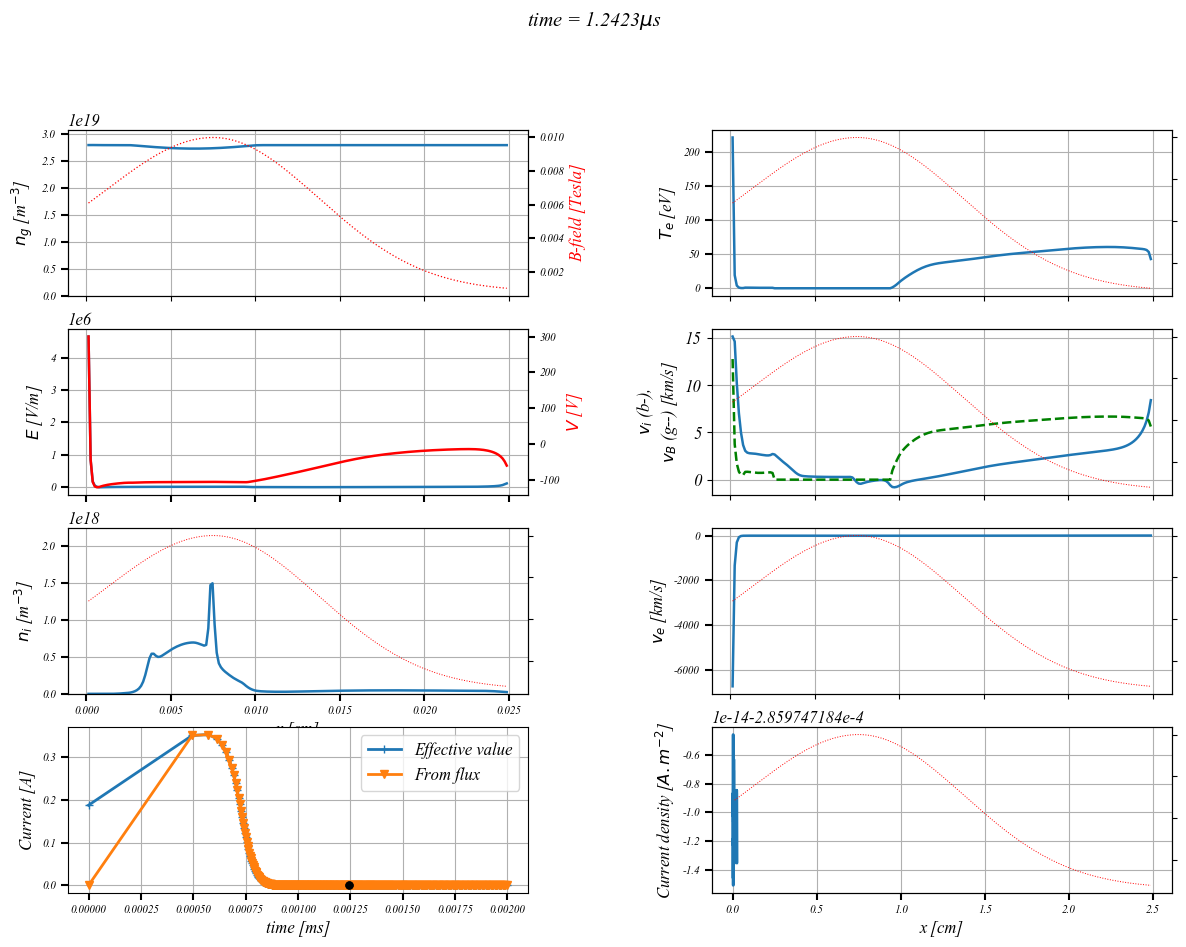 time = 1.2423μs
1e19
3.0
2.5
2.0
1.5
1.0
0.5
0.0
n_g [m^{-3}]
0.010
0.008
0.006
0.004
0.002
B-field [Tesla]
200
150
100
50
0
T_e [eV]
1e6
4
3
2
1
0
E [V/m]
300
200
100
0
-100
V [V]
15
10
5
0
v_i (b-),
v_B (g--) [km/s]
1e18
2.0
1.5
1.0
0.5
0.0
n_i [m^{-3}]
0.000 0.005 0.010 0.015 0.020 0.025
0
-2000
-4000
-6000
v_e [km/s]
0.3
0.2
0.1
0.0
Current [A]
Effective value
From flux
0.00000 0.00025 0.00050 0.00075 0.00100 0.00125 0.00150 0.00175 0.00200
time [ms]
1e-14-2.859747184e-4
-0.6
-0.8
-1.0
-1.2
-1.4
Current density [A.m^{-2}]
0.0 0.5 1.0 1.5 2.0 2.5
x [cm]